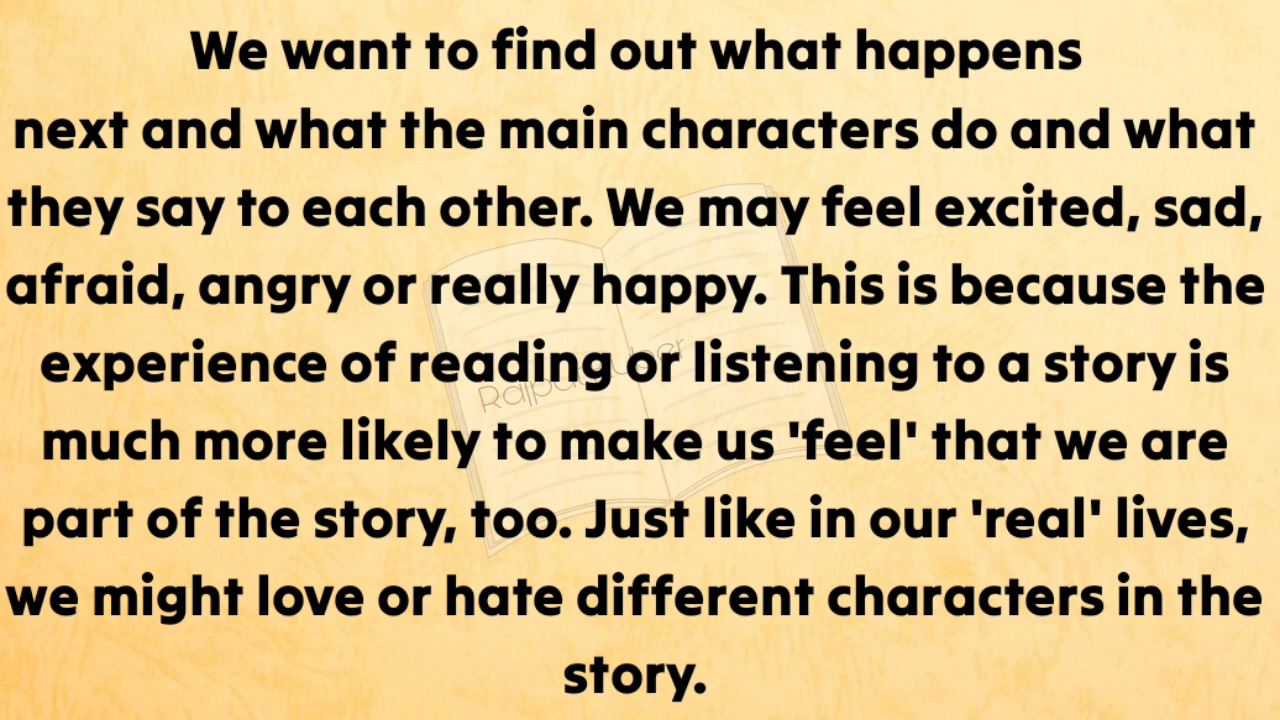 We want to find out what happens
next and what the main characters do and what
they say to each other. We may feel excited, sad,
afraid, angry or really happy. This is because the
experience of reading or listening to a story is
much more likely to make us 'feel' that we are
part of the story, too. Just like in our 'real' lives,
we might love or hate different characters in the
story.